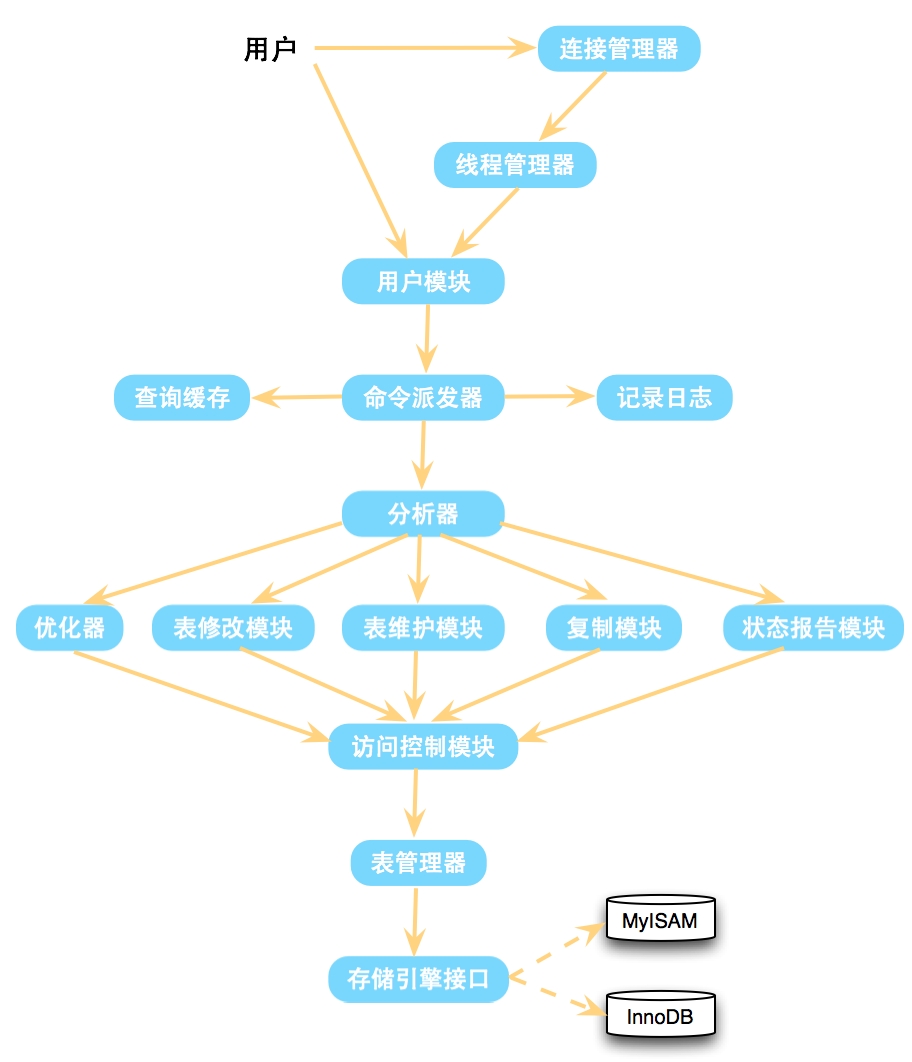 用户
连接管理器
线程管理器
用户模块
查询缓存
命令派发器
记录日志
分析器
优化器
表修改模块
表维护模块
复制模块
状态报告模块
访问控制模块
表管理器
MyISAM
存储引擎接口
InnoDB